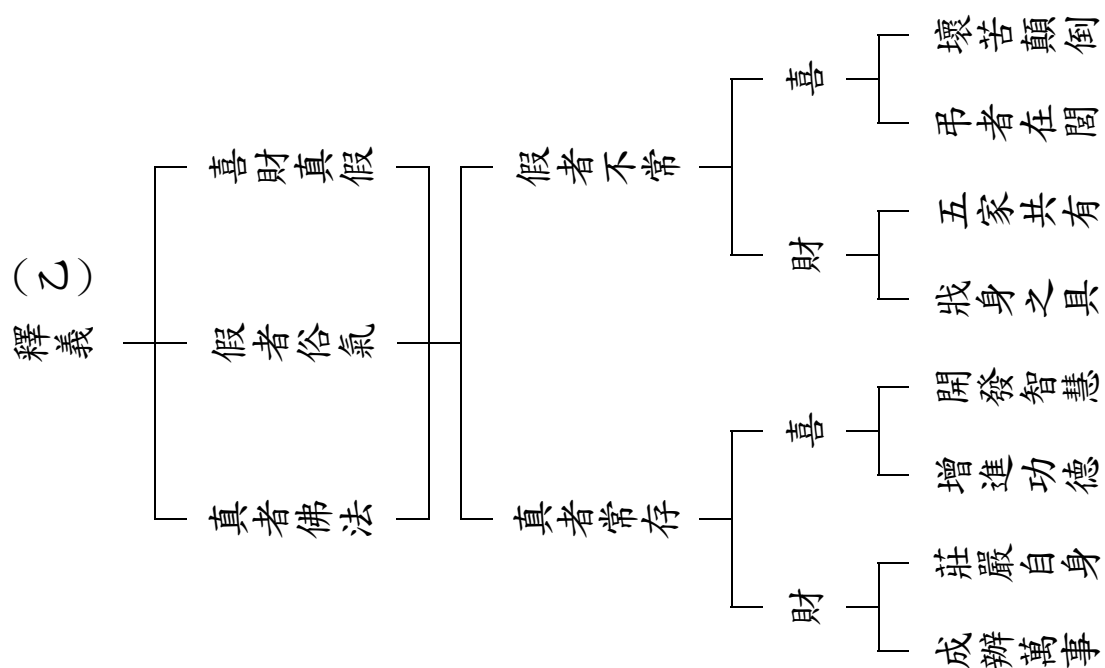 （乙）
釋義
喜財真假
假者俗氣
真者佛法
假者不常
喜
壞苦顛倒
弔者在閭
財
五家共有
戕身之具
真者常存
喜
開發智慧
增進功德
財
莊嚴自身
成辦萬事